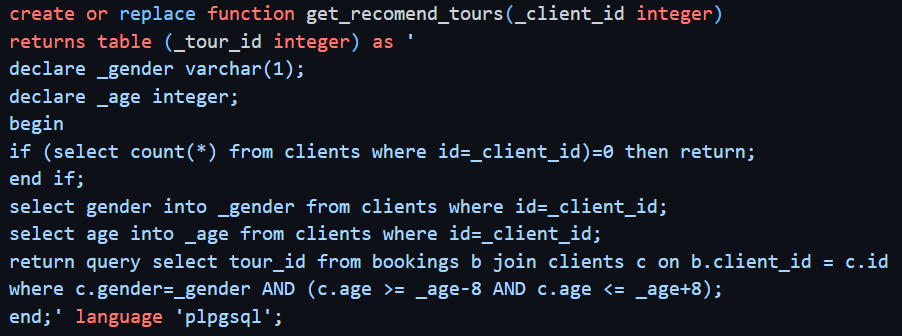 create or replace function get_recomend_tours(_client_id integer)
returns table (_tour_id integer) as '
declare _gender varchar(1);
declare _age integer;
begin
if (select count(*) from clients where id=_client_id)=0 then return;
end if;
select gender into _gender from clients where id=_client_id;
select age into _age from clients where id=_client_id;
return query select tour_id from bookings b join clients c on b.client_id = c.id
where c.gender=_gender AND (c.age >= _age-8 AND c.age <= _age+8);
end;' language 'plpgsql';